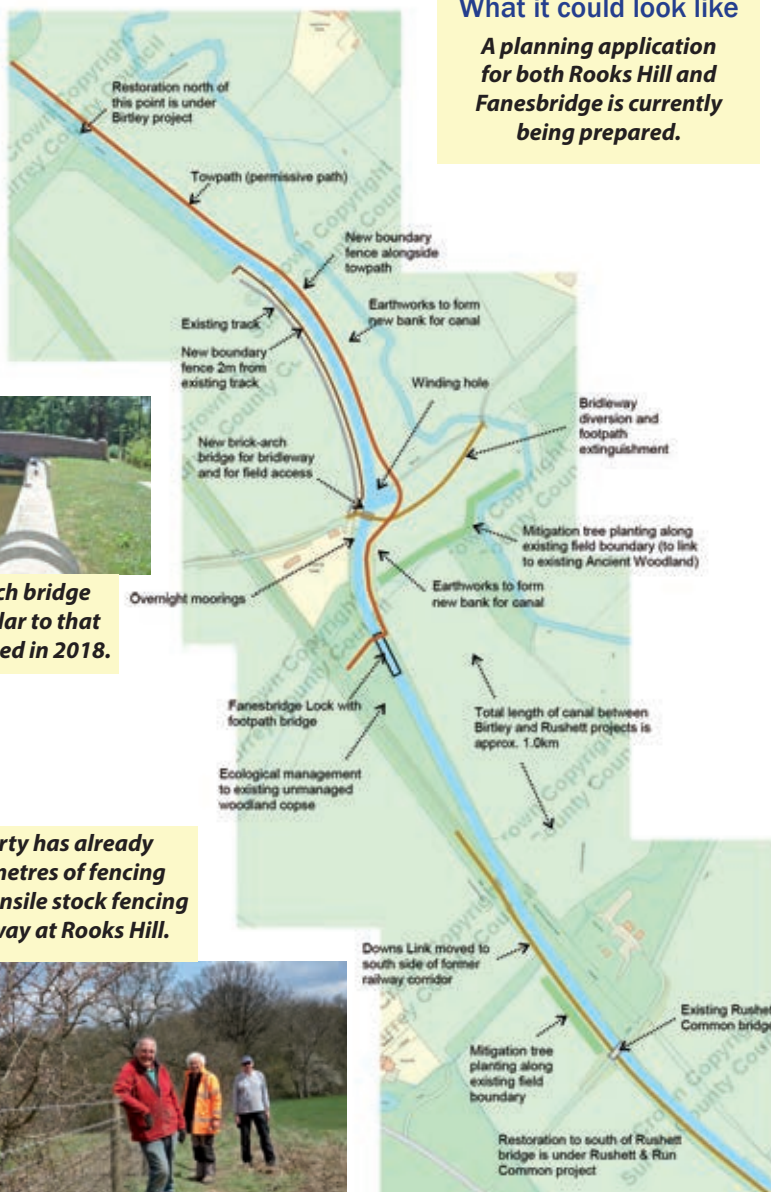 What it could look like
A planning application
for both Rooks Hill and
Fanesbridge is currently
being prepared.
Restoration north of
this point is under
Birtley project
Towpath (permissive path)
New boundary
fence alongside
towpath
Existing track
Earthworks to form
new bank for canal
New boundary
fence 2m from
existing track
Winding hole
Bridleway
diversion and
footpath
extinguishment
New brick-arch
bridge for bridleway
and for field access
Mitigation tree planting along
existing field boundary (to link
to existing Ancient Woodland)
Overnight moorings
Earthworks to form
new bank for canal
ch bridge
lar to that
ed in 2018.
Fanesbridge Lock with
footpath bridge
Total length of canal between
Birtley and Rushett projects is
approx. 1.0km
Ecological management
to existing unmanaged
woodland copse
rty has already
metres of fencing
nsile stock fencing
way at Rooks Hill.
Downs Link moved to
south side of former
railway corridor
Existing Rushett
Common bridge
Mitigation tree
planting along
existing field
boundary
Restoration to south of Rushett
bridge is under Rushett & Run
Common project